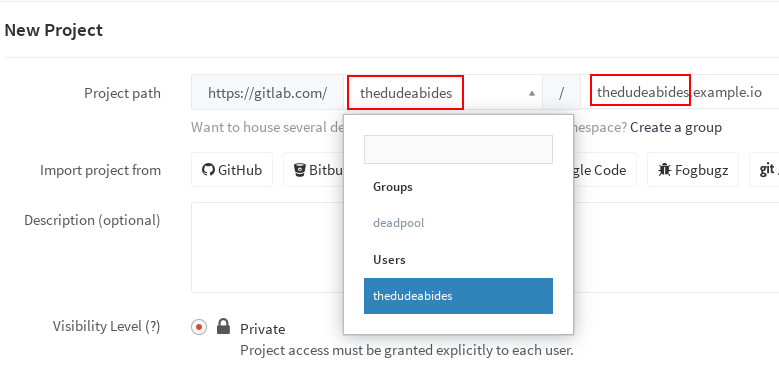 New Project
Project path https://gitlab.com/ thedudeabides / thedudeabides.example.io
Want to house several de mespace? Create a group
Import project from GitHub Bitbu gle Code Fogbugz git
Groups
deadpool
Description (optional)
Users
thedudeabides
Visibility Level (?) Private
Project access must be granted explicitly to each user.